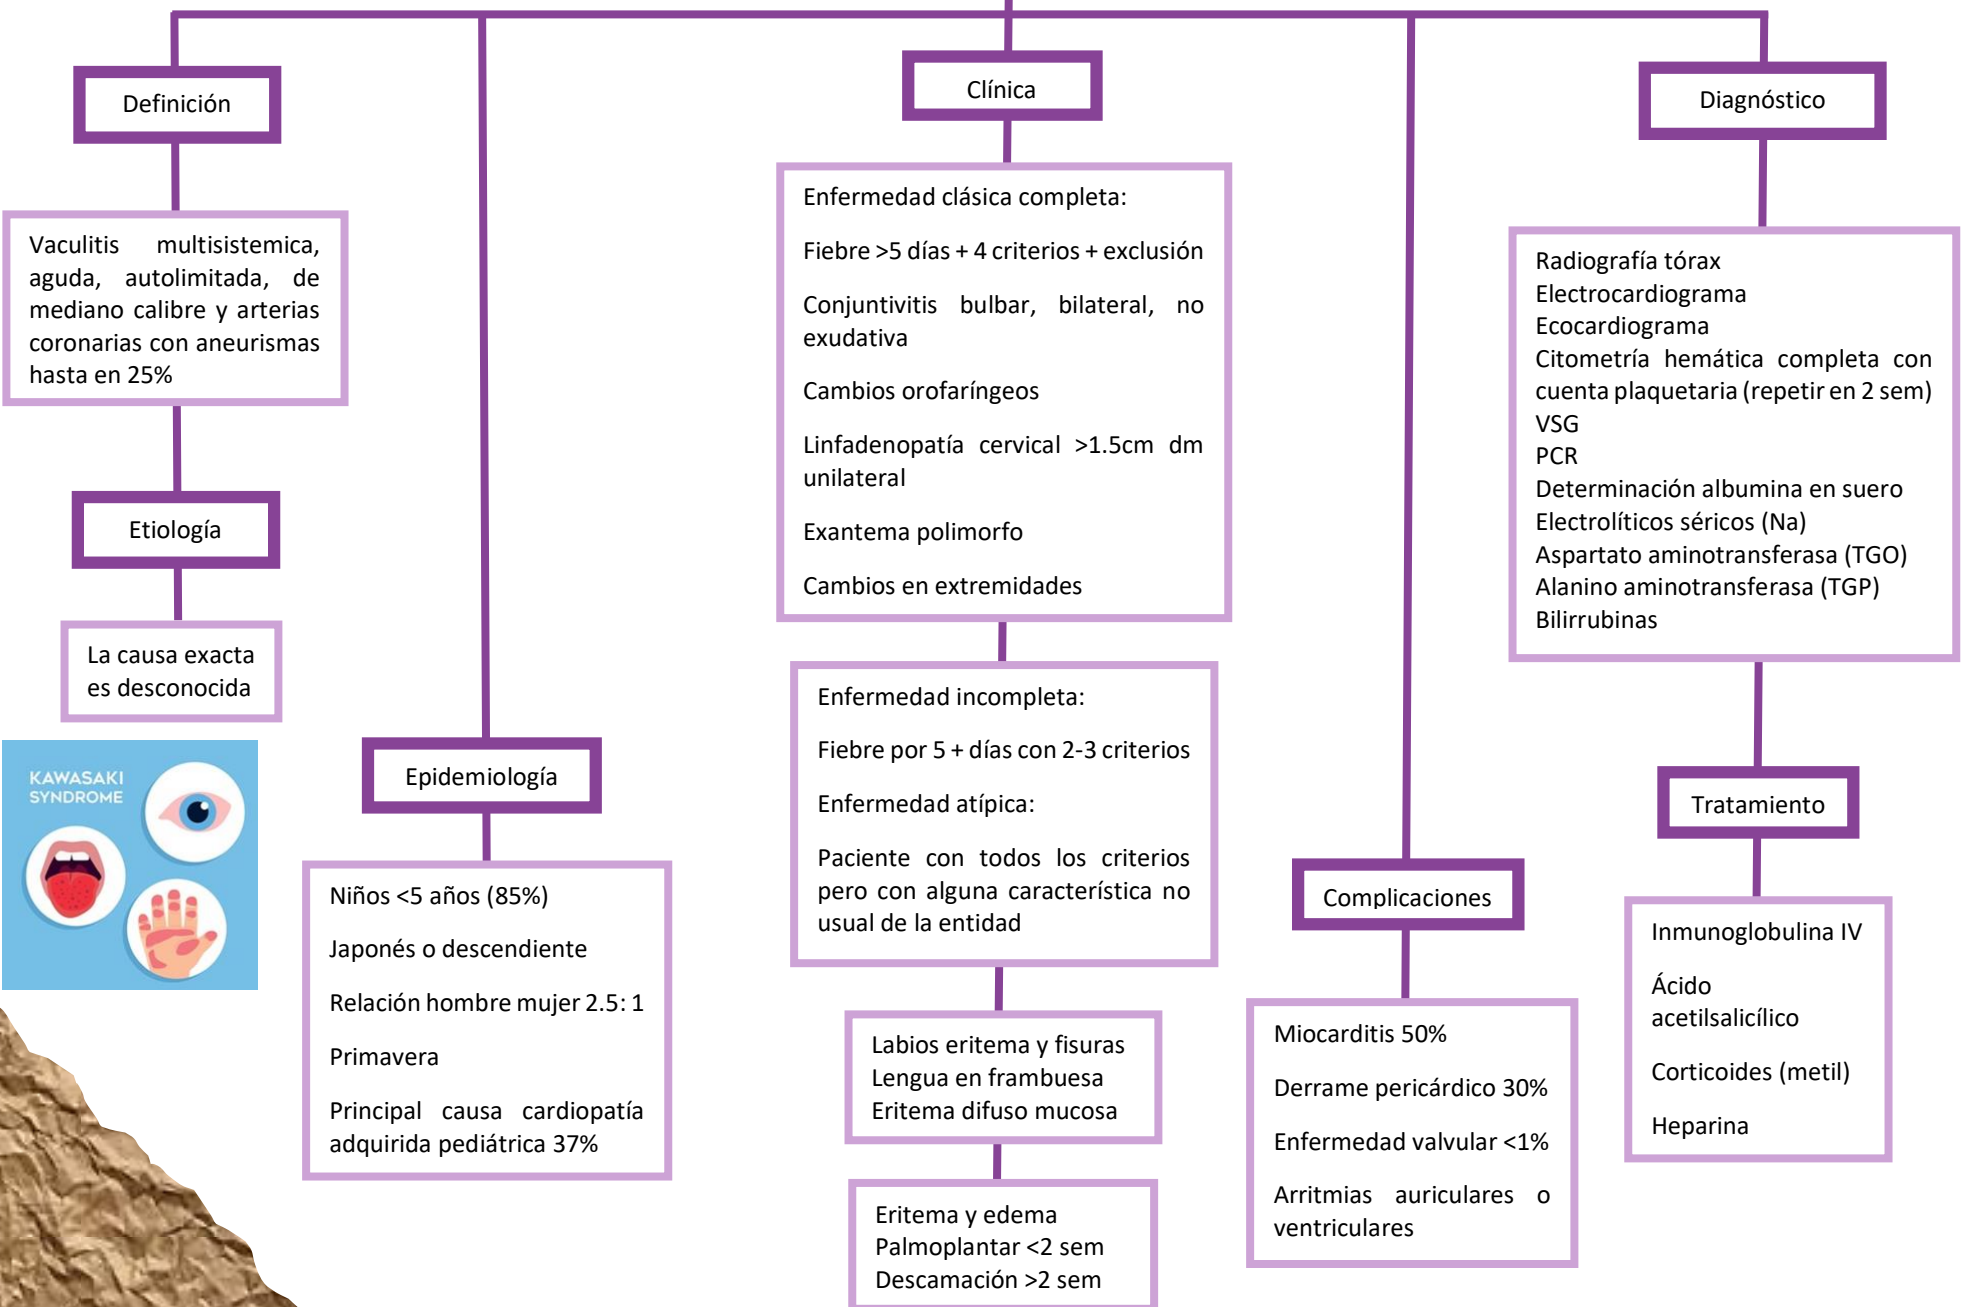 Definición
Vaculitis multisistemica,
aguda, autolimitada, de
mediano calibre y arterias
coronarias con aneurismas
hasta en 25%
Etiología
La causa exacta
es desconocida
KAWASAKI
SYNDROME
Epidemiología
Niños <5 años (85%)
Japonés o descendiente
Relación hombre mujer 2.5: 1
Primavera
Principal causa cardiopatía
adquirida pediátrica 37%
Clínica
Enfermedad clásica completa:
Fiebre >5 días + 4 criterios + exclusión
Conjuntivitis bulbar, bilateral, no
exudativa
Cambios orofaríngeos
Linfadenopatía cervical >1.5cm dm
unilateral
Exantema polimorfo
Cambios en extremidades
Enfermedad incompleta:
Fiebre por 5 + días con 2-3 criterios
Enfermedad atípica:
Paciente con todos los criterios
pero con alguna característica no
usual de la entidad
Labios eritema y fisuras
Lengua en frambuesa
Eritema difuso mucosa
Eritema y edema
Palmoplantar <2 sem
Descamación >2 sem
Complicaciones
Miocarditis 50%
Derrame pericárdico 30%
Enfermedad valvular <1%
Arritmias auriculares o
ventriculares
Diagnóstico
Radiografía tórax
Electrocardiograma
Ecocardiograma
Citometría hemática completa con
cuenta plaquetaria (repetir en 2 sem)
VSG
PCR
Determinación albumina en suero
Electrolíticos séricos (Na)
Aspartato aminotransferasa (TGO)
Alanino aminotransferasa (TGP)
Bilirrubinas
Tratamiento
Inmunoglobulina IV
Ácido
acetilsalicílico
Corticoides (metil)
Heparina